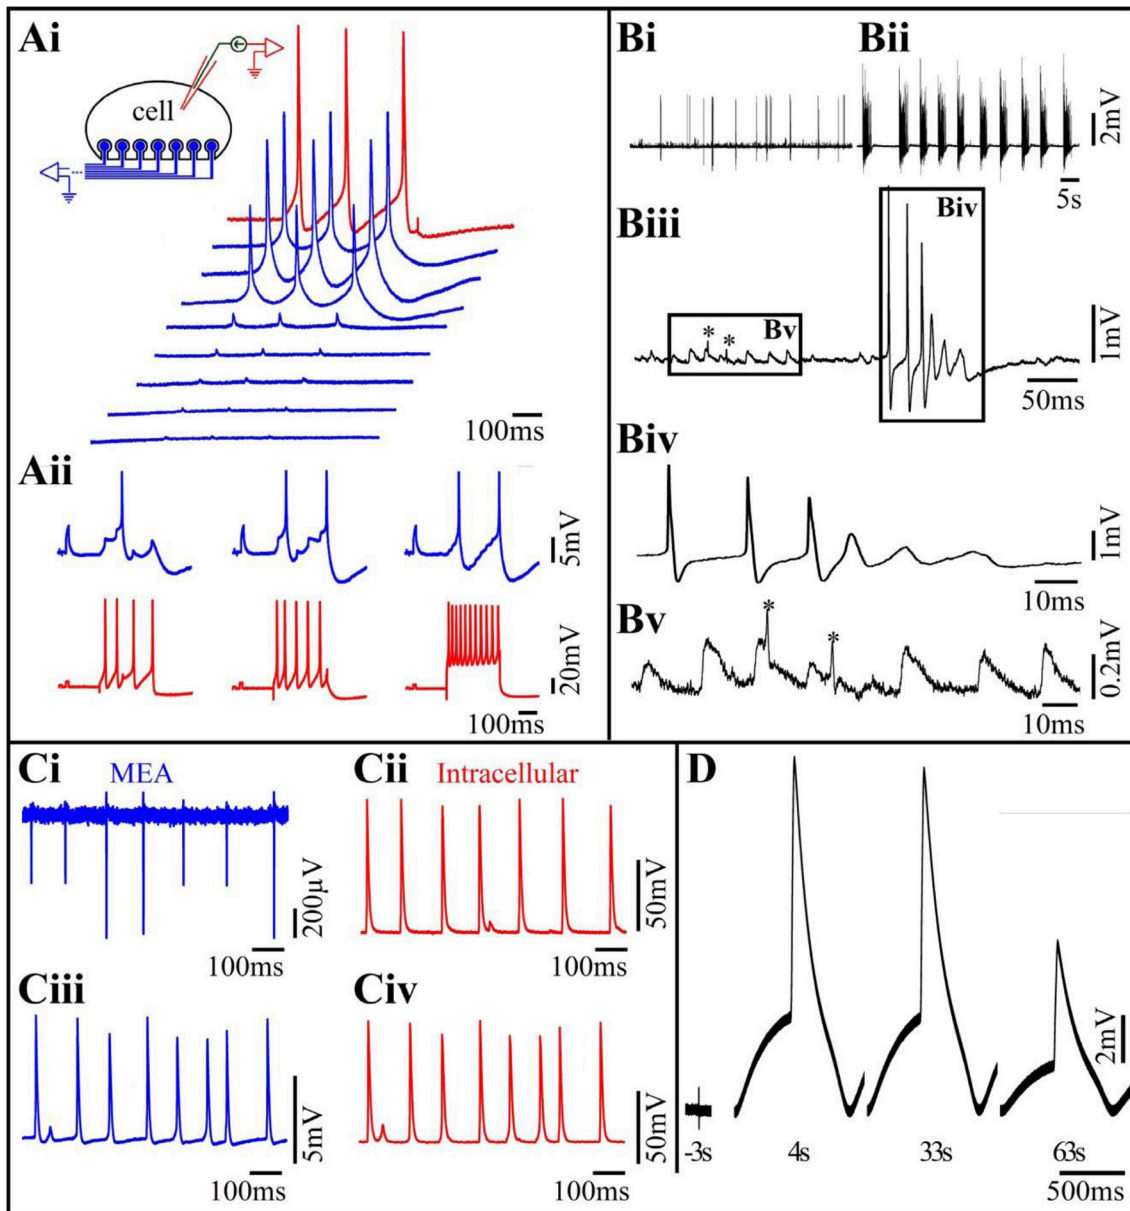 Ai
cell
100ms
Aii
5mV
20mV
100ms
Bi
Bii
2mV
5s
Biii
Biv
Bv
*
*
1mV
50ms
Biv
1mV
10ms
Bv
*
*
0.2mV
10ms
Ci MEA
200µV
100ms
Cii Intracellular
50mV
100ms
Ciii
5mV
100ms
Civ
50mV
100ms
D
2mV
-3s 4s 33s 63s
500ms